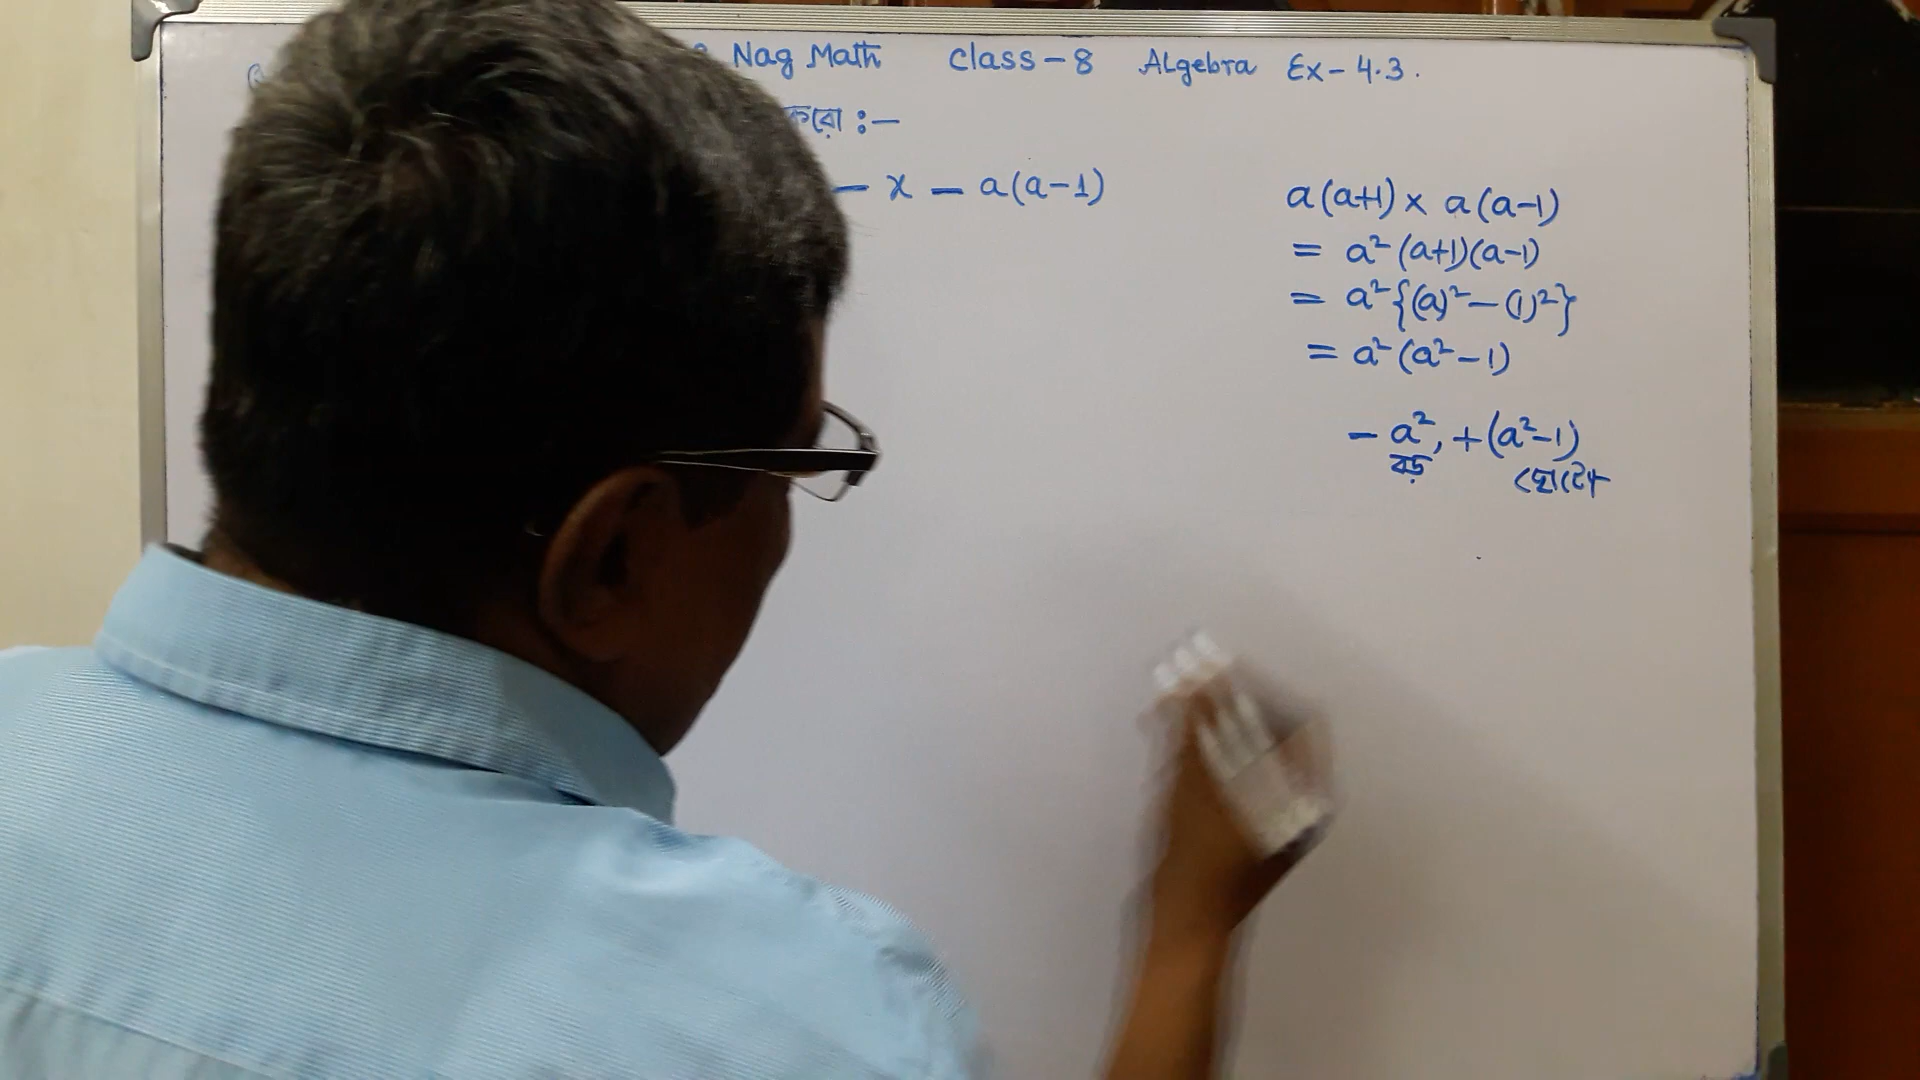 Nag Math Class-8 Algebra Ex-4.3.
করো :-
- x - a(a-1)
a(a+1) x a(a-1)
= a² (a+1)(a-1)
= a² {(a)² - (1)²}
= a² (a² - 1)
- a², + (a²-1)
বড় ছোটো